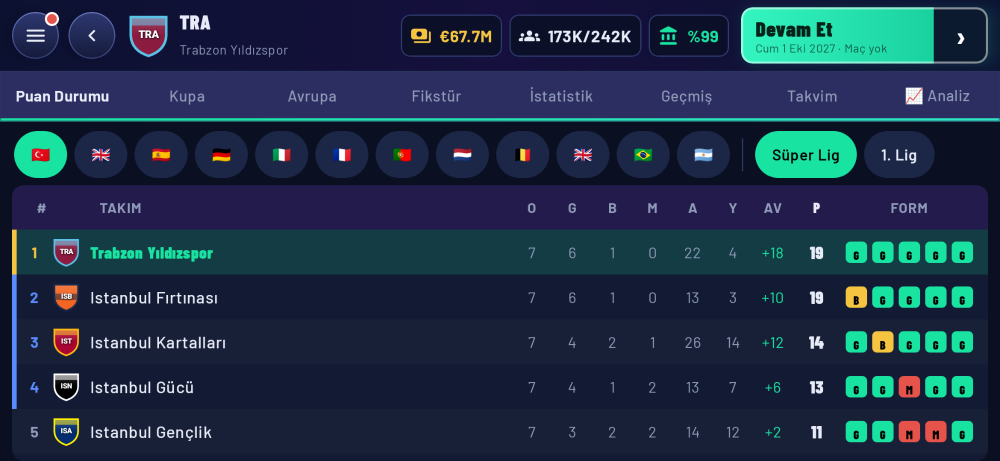 TRA
TRA
Trabzon Yıldızspor
€67.7M
173K/242K
%99
Devam Et
Cum 1 Eki 2027 · Maç yok
Puan Durumu Kupa Avrupa Fikstür İstatistik Geçmiş Takvim Analiz
Süper Lig 1. Lig
# TAKIM O G B M A Y AV P FORM
1 TRA Trabzon Yıldızspor 7 6 1 0 22 4 +18 19 G G G G G
2 ISB Istanbul Fırtınası 7 6 1 0 13 3 +10 19 B G G G G
3 IST Istanbul Kartalları 7 4 2 1 26 14 +12 14 G B G G G
4 ISN Istanbul Gücü 7 4 1 2 13 7 +6 13 G G M G G
5 ISA Istanbul Gençlik 7 3 2 2 14 12 +2 11 G G M M G